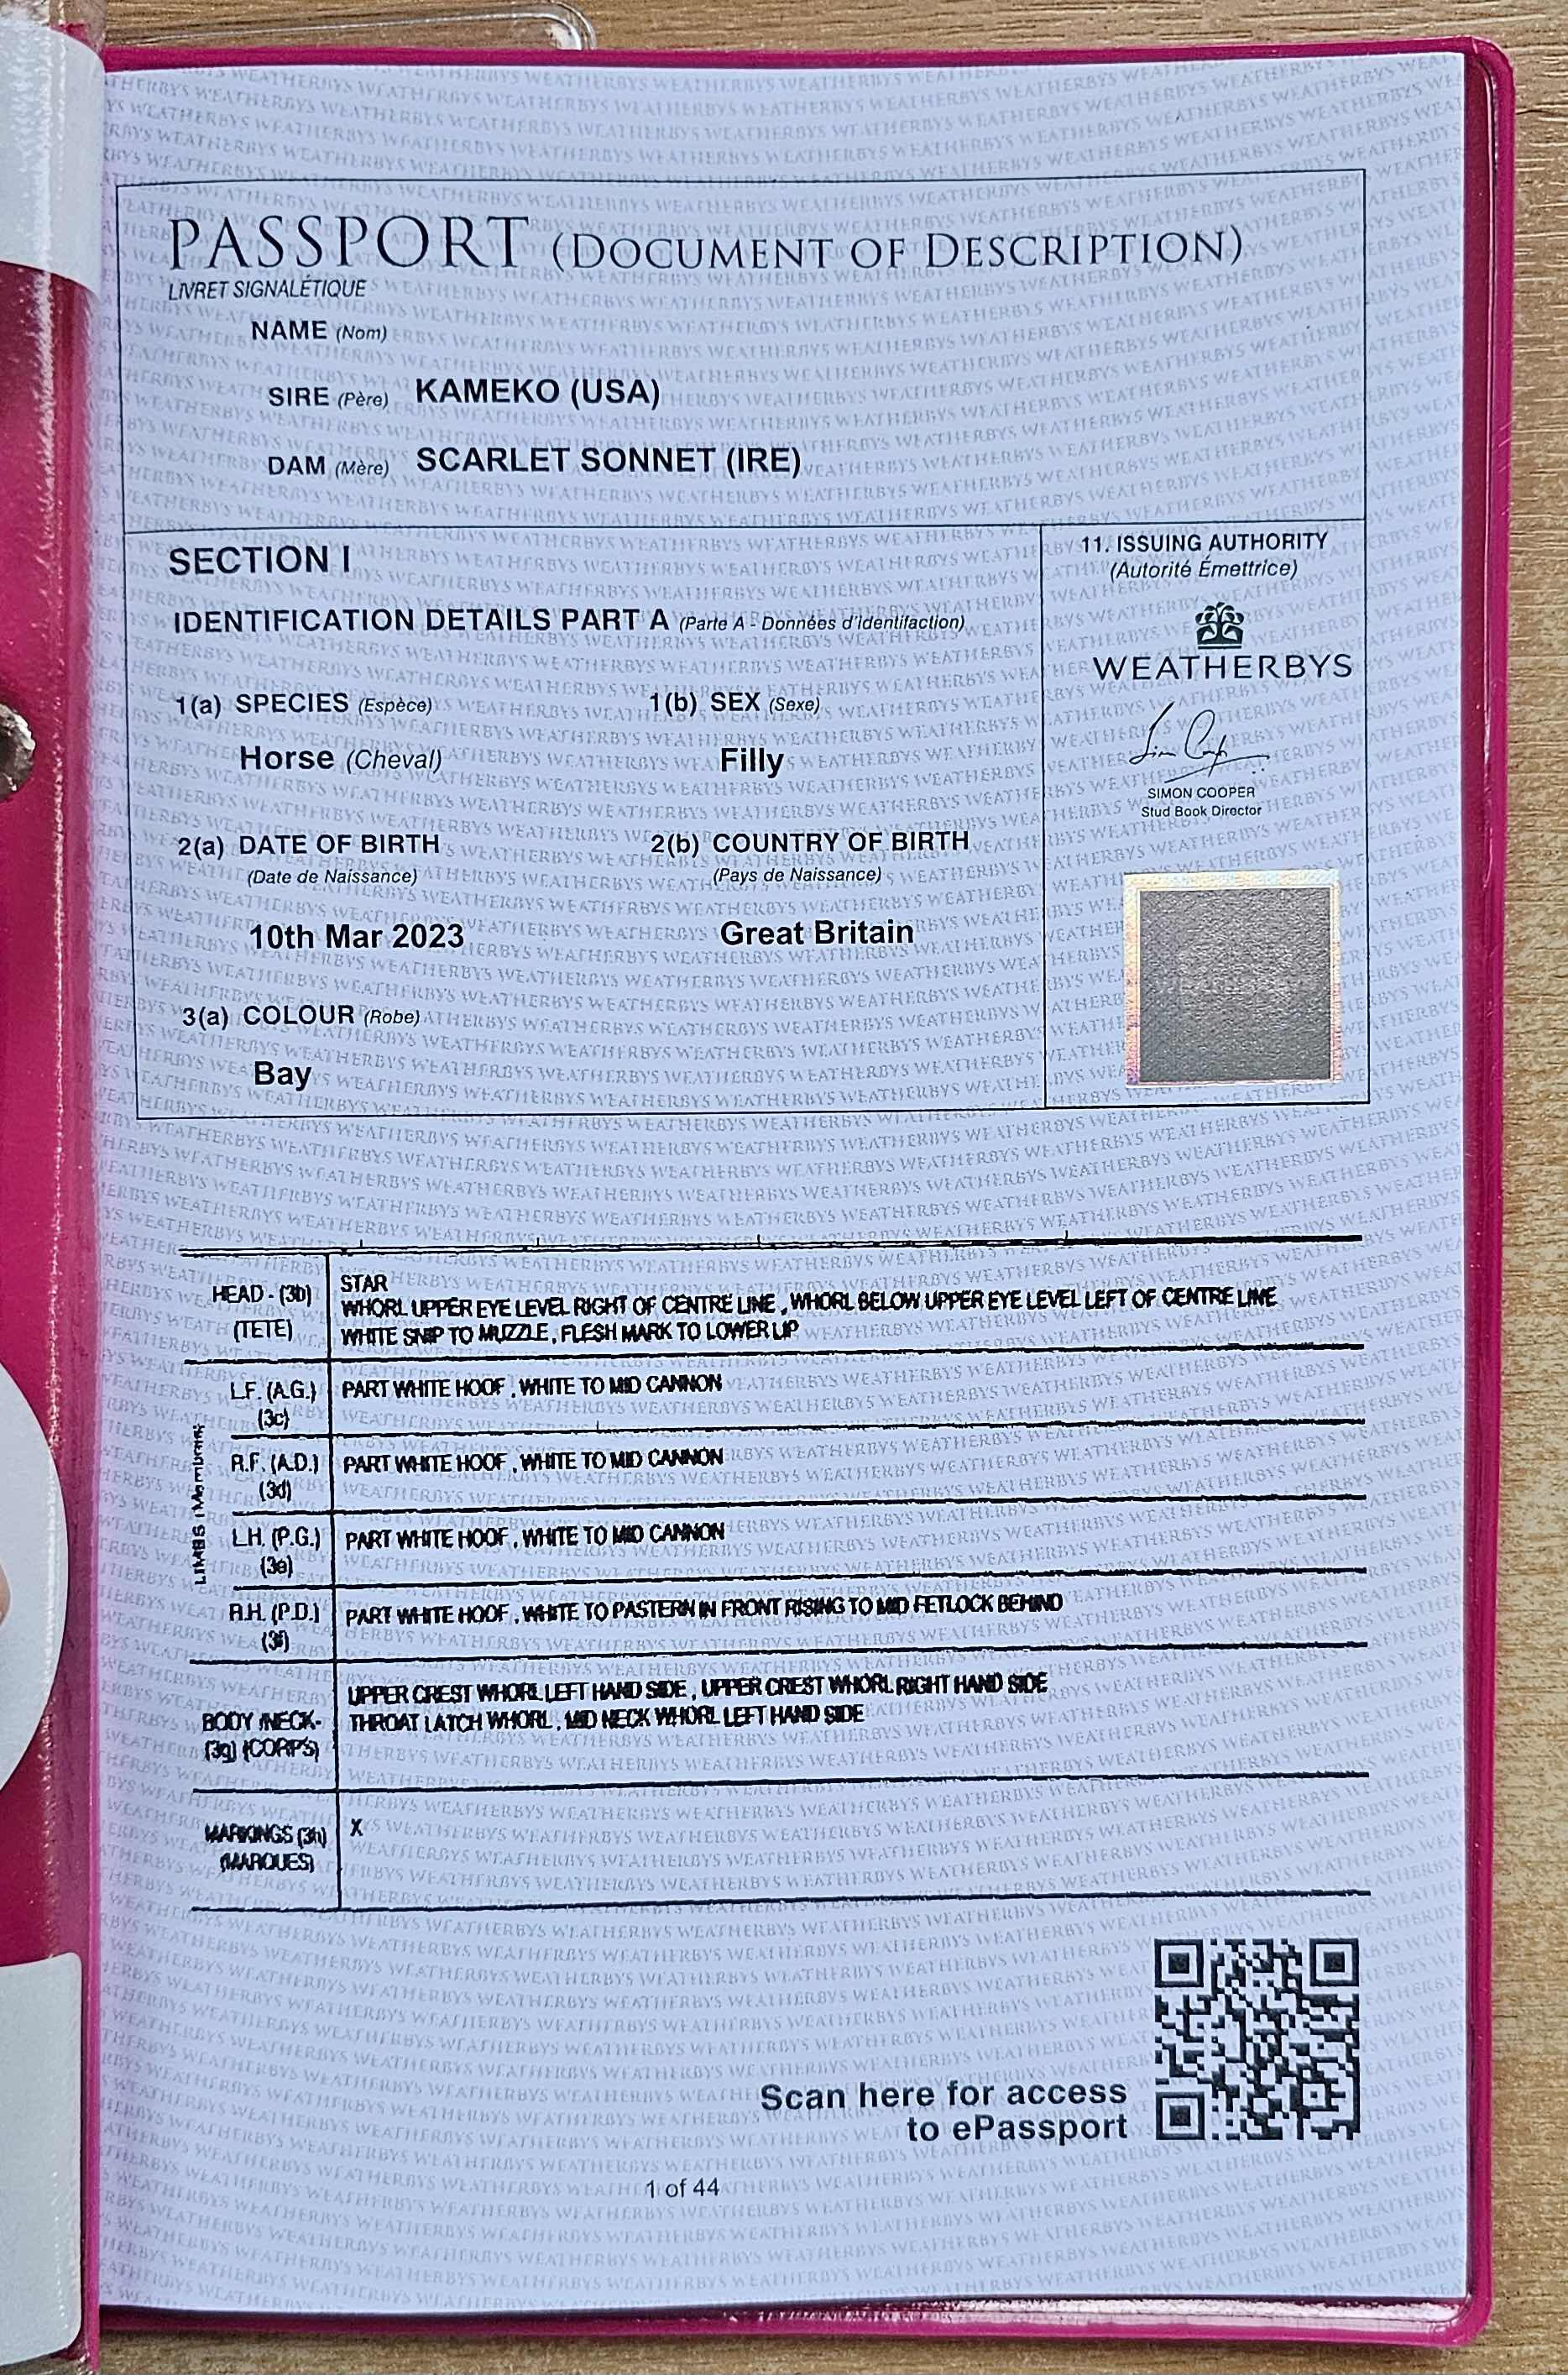 PASSPORT (DOCUMENT OF DESCRIPTION)
LIVRET SIGNALÉTIQUE
NAME (Nom)
SIRE (Père) KAMEKO (USA)
DAM (Mère) SCARLET SONNET (IRE)
SECTION I
IDENTIFICATION DETAILS PART A (Parte A - Données d'identifaction)
1(a) SPECIES (Espèce) 1(b) SEX (Sexe)
Horse (Cheval) Filly
2(a) DATE OF BIRTH 2(b) COUNTRY OF BIRTH
(Date de Naissance) (Pays de Naissance)
10th Mar 2023 Great Britain
3(a) COLOUR (Robe)
Bay
11. ISSUING AUTHORITY
(Autorité Émettrice)
WEATHERBYS
SIMON COOPER
Stud Book Director
HEAD - (3b)
(TETE)
STAR
WHORL UPPER EYE LEVEL RIGHT OF CENTRE LINE , WHORL BELOW UPPER EYE LEVEL LEFT OF CENTRE LINE
WHITE SNIP TO MUZZLE , FLESH MARK TO LOWER LIP
LIMBS (Membres)
L.F. (A.G.) PART WHITE HOOF , WHITE TO MID CANNON
(3c)
R.F. (A.D.) PART WHITE HOOF , WHITE TO MID CANNON
(3d)
L.H. (P.G.) PART WHITE HOOF , WHITE TO MID CANNON
(3e)
R.H. (P.D.) PART WHITE HOOF , WHITE TO PASTERN IN FRONT RISING TO MID FETLOCK BEHIND
(3f)
BODY /NECK-
(3g) (CORPS)
UPPER CREST WHORL LEFT HAND SIDE , UPPER CREST WHORL RIGHT HAND SIDE
THROAT LATCH WHORL , MID NECK WHORL LEFT HAND SIDE
MARKINGS (3h) X
(MARQUES)
Scan here for access
to ePassport
1 of 44